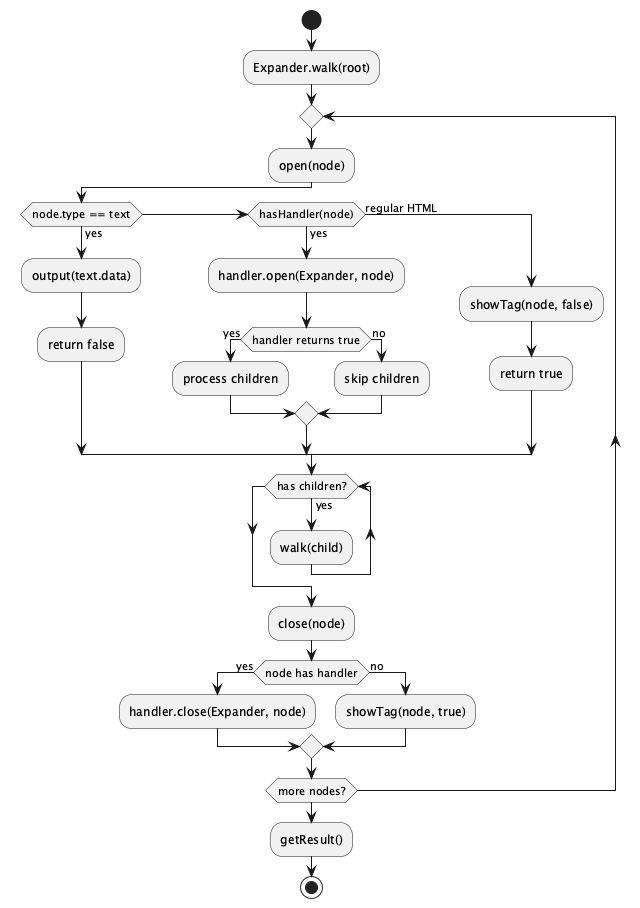 Expander.walk(root)
open(node)
node.type == text
yes
output(text.data)
return false
hasHandler(node)
yes
handler.open(Expander, node)
yes
handler returns true
no
process children
skip children
regular HTML
showTag(node, false)
return true
has children?
yes
walk(child)
close(node)
yes
node has handler
no
handler.close(Expander, node)
showTag(node, true)
more nodes?
getResult()